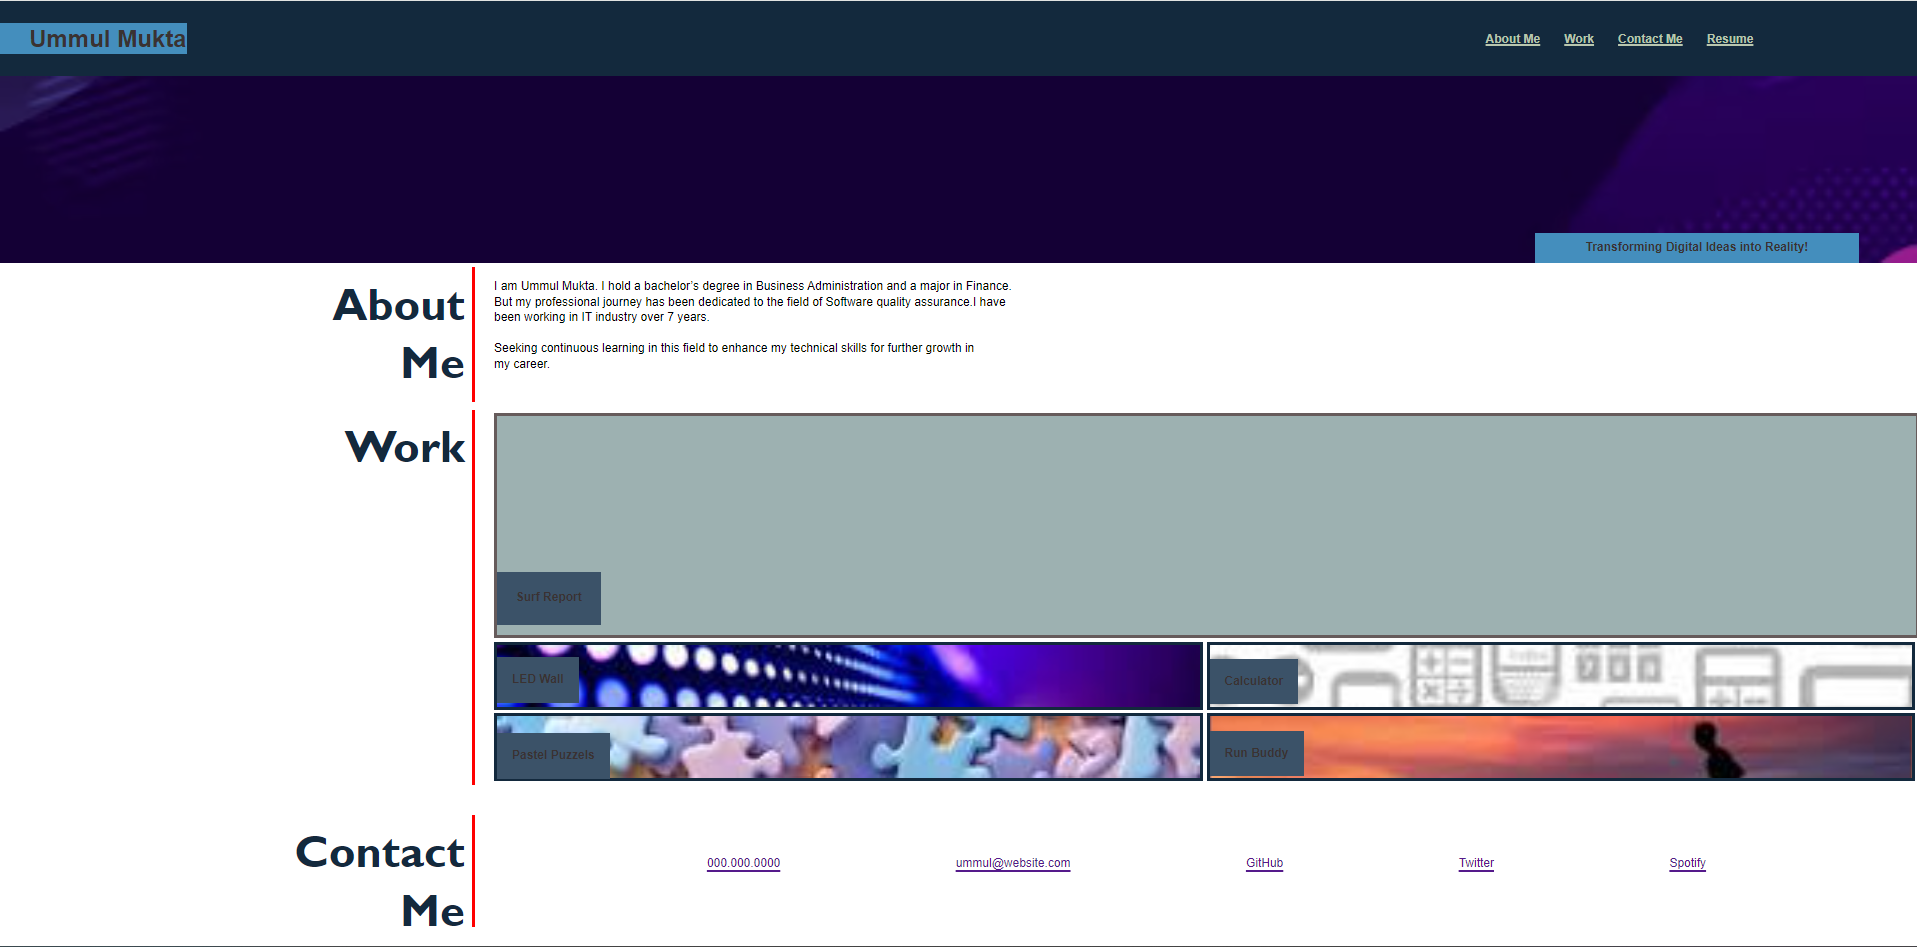 Ummul Mukta
About Me Work Contact Me Resume
Transforming Digital Ideas into Reality!
About
Me
I am Ummul Mukta. I hold a bachelor’s degree in Business Administration and a major in Finance.
But my professional journey has been dedicated to the field of Software quality assurance.I have
been working in IT industry over 7 years.
Seeking continuous learning in this field to enhance my technical skills for further growth in
my career.
Work
Surf Report
LED Wall
Calculator
Pastel Puzzels
Run Buddy
Contact
Me
000.000.0000 ummul@website.com GitHub Twitter Spotify